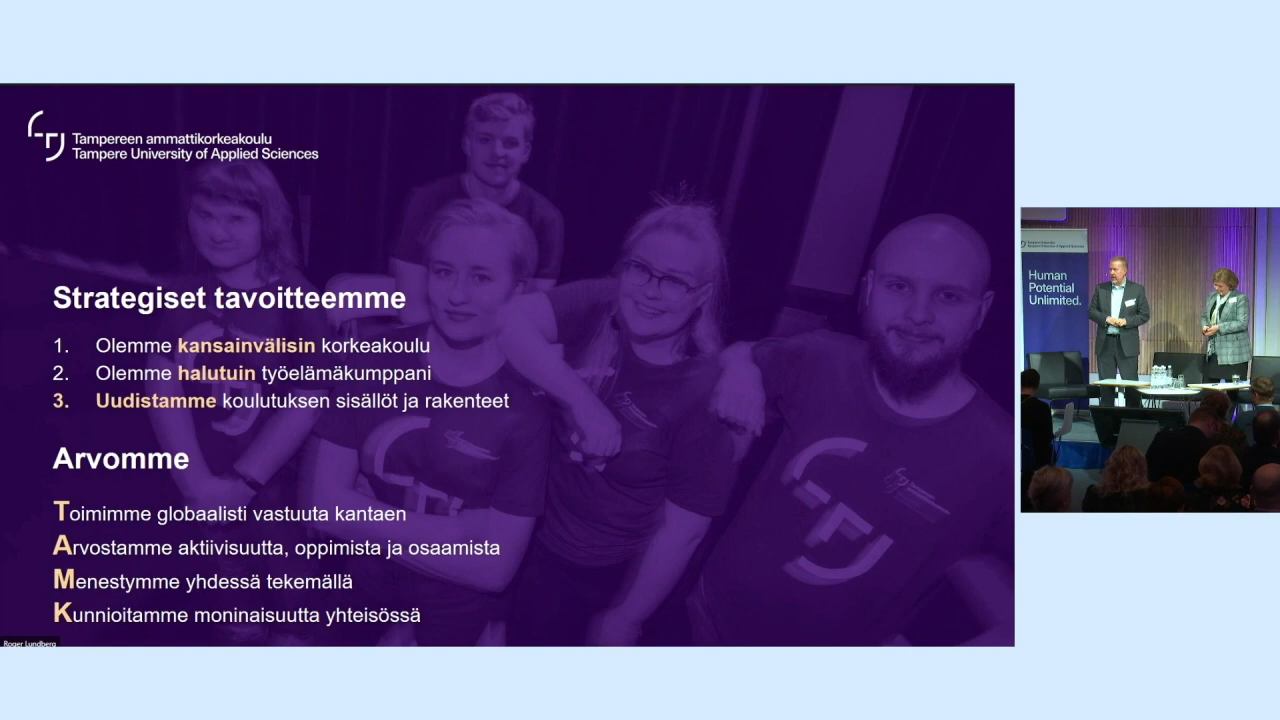 Tampereen ammattikorkeakoulu
Tampere University of Applied Sciences
Strategiset tavoitteemme
1. Olemme kansainvälisin korkeakoulu
2. Olemme halutuin työelämäkumppani
3. Uudistamme koulutuksen sisällöt ja rakenteet
Arvomme
Toimimme globaalisti vastuuta kantaen
Arvostamme aktiivisuutta, oppimista ja osaamista
Menestymme yhdessä tekemällä
Kunnioitamme moninaisuutta yhteisössä
Roger Lundberg
Human
Potential
Unlimited.